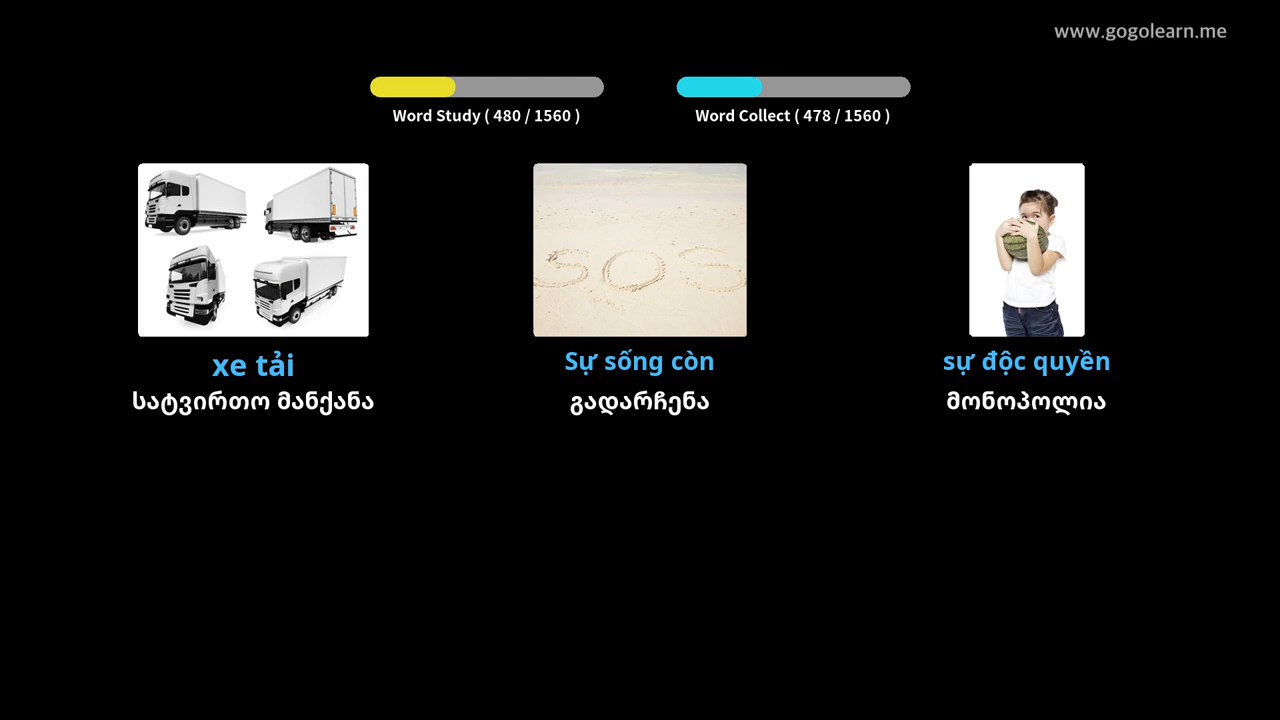 www.gogolearn.me
Word Study ( 480 / 1560 )
Word Collect ( 478 / 1560 )
SOS
xe tải
Sự sống còn
sự độc quyền
სატვირთო მანქანა
გადარჩენა
მონოპოლია